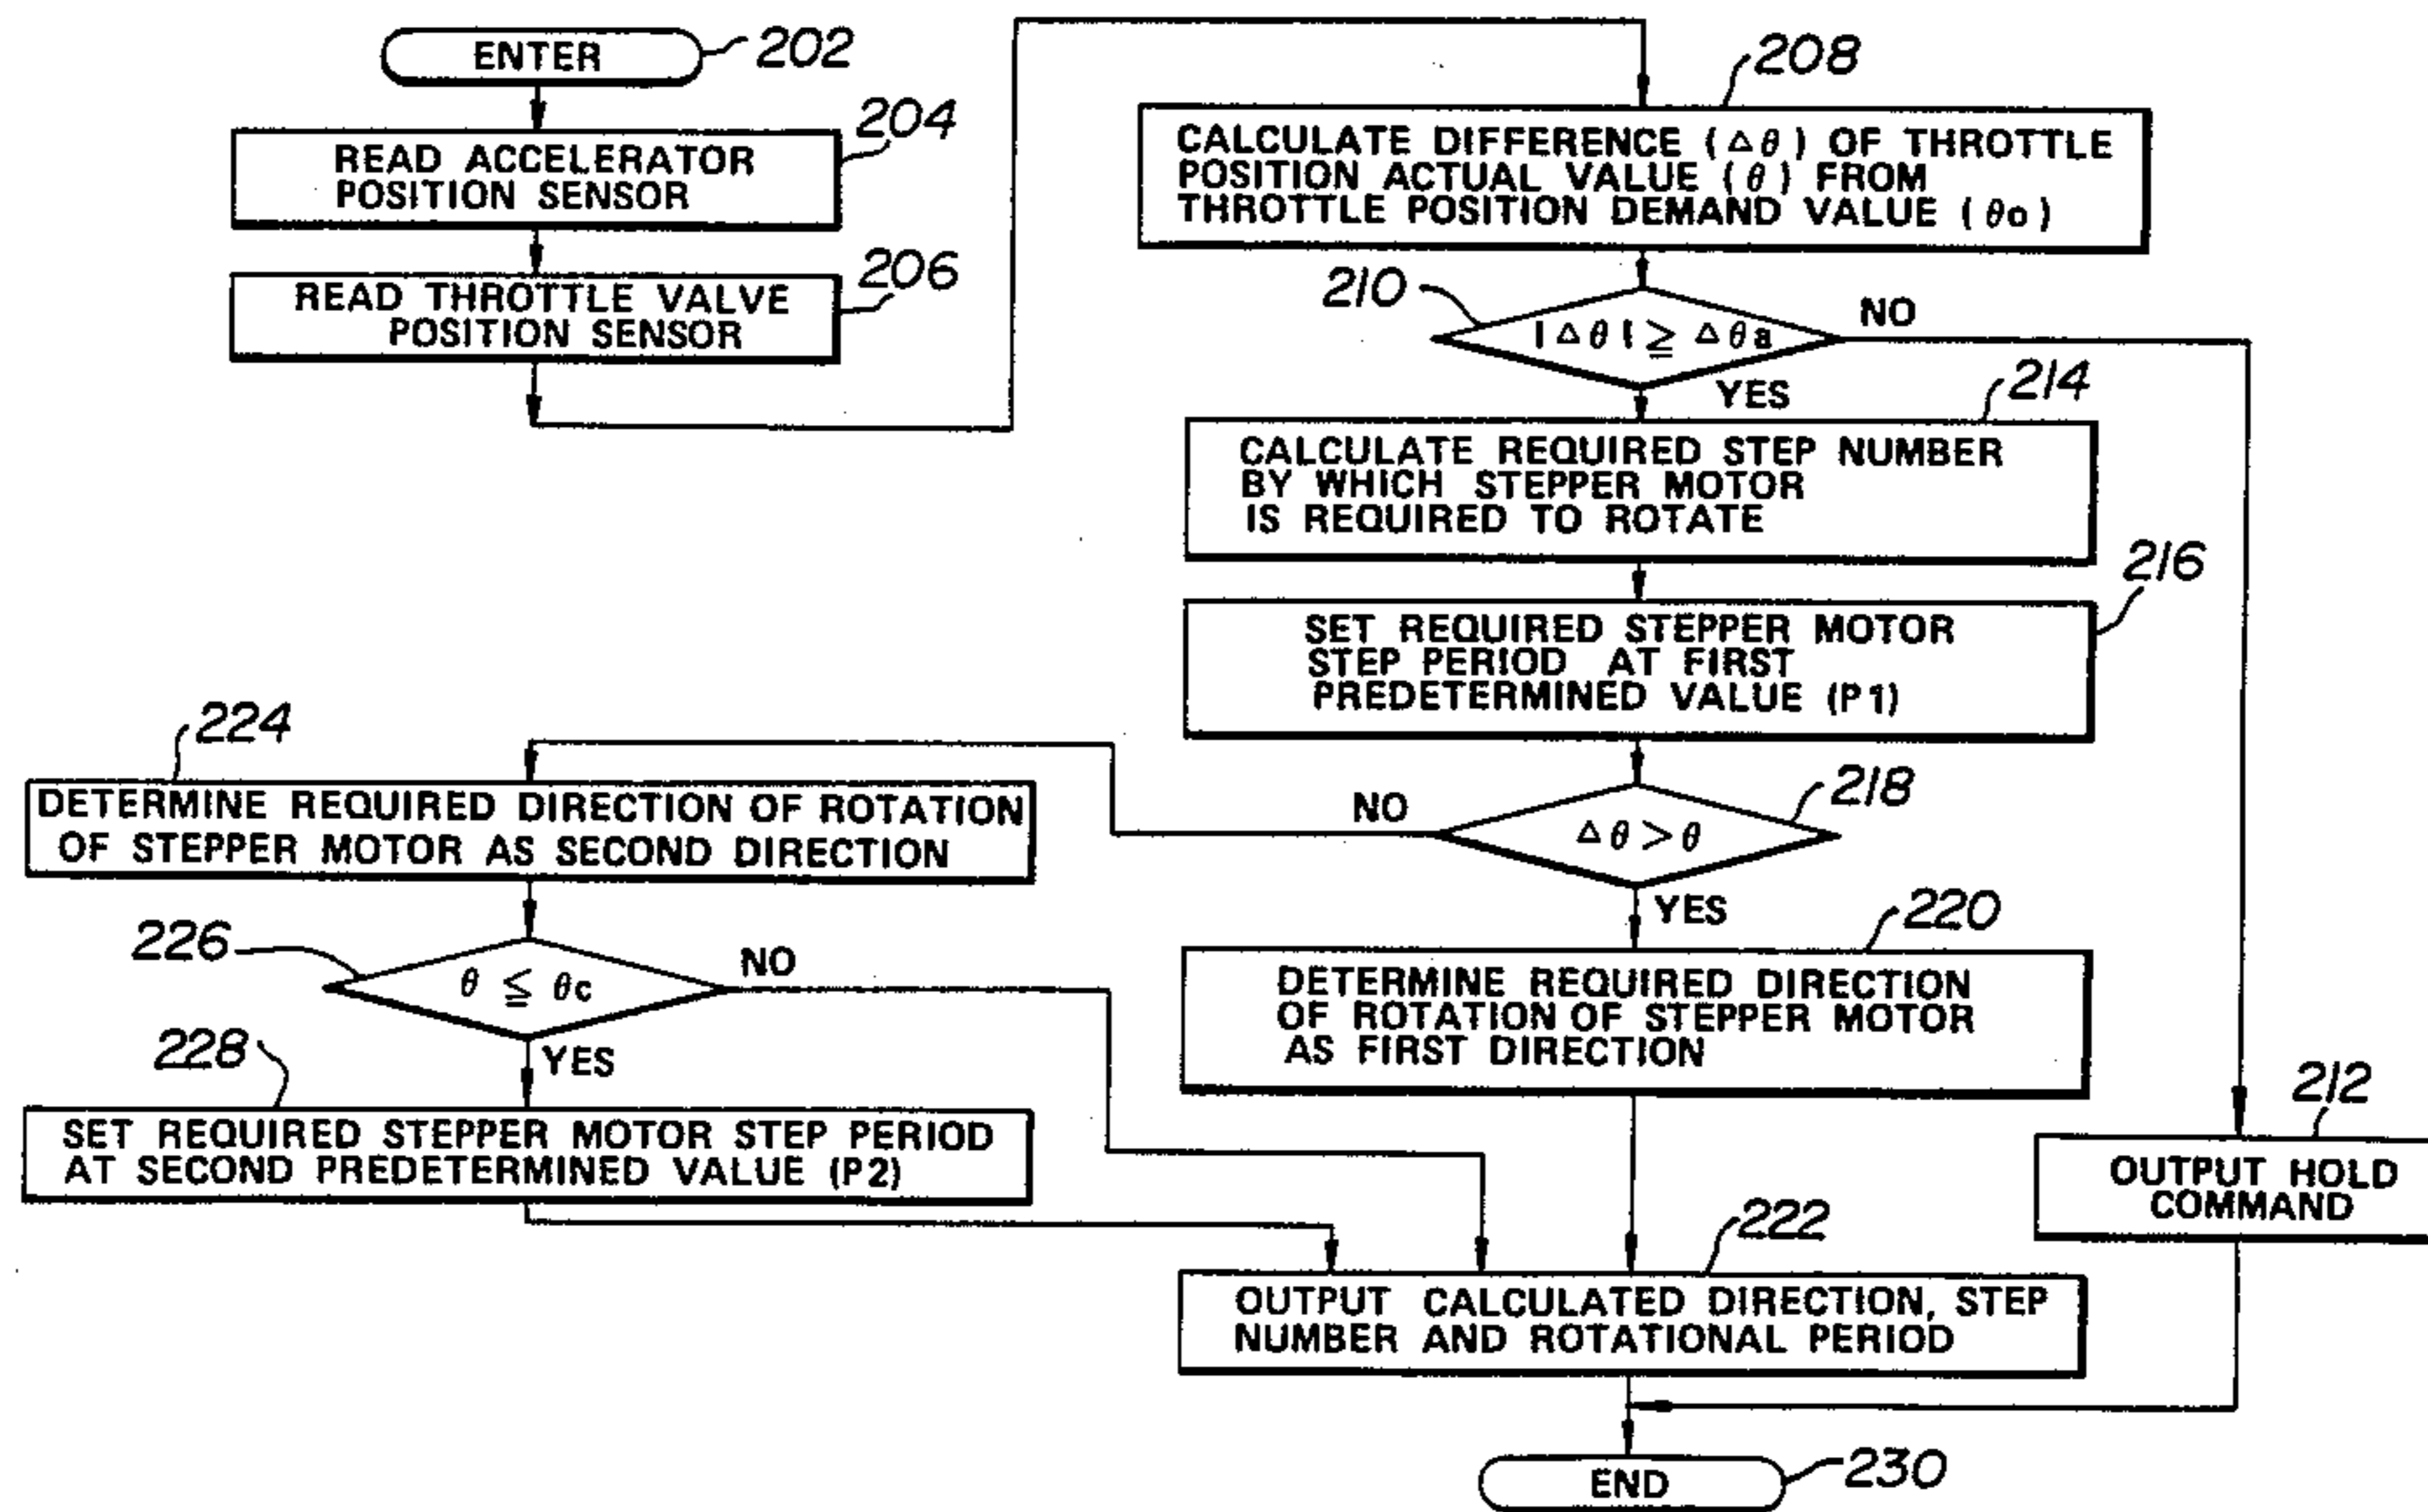 ENTER
202
READ ACCELERATOR
POSITION SENSOR
204
READ THROTTLE VALVE
POSITION SENSOR
206
208
CALCULATE DIFFERENCE (Δθ) OF THROTTLE
POSITION ACTUAL VALUE (θ) FROM
THROTTLE POSITION DEMAND VALUE (θo)
210
|Δθ| ≧ Δθa
NO
YES
214
CALCULATE REQUIRED STEP NUMBER
BY WHICH STEPPER MOTOR
IS REQUIRED TO ROTATE
216
SET REQUIRED STEPPER MOTOR
STEP PERIOD AT FIRST
PREDETERMINED VALUE (P1)
218
Δθ > θ
NO
YES
224
DETERMINE REQUIRED DIRECTION OF ROTATION
OF STEPPER MOTOR AS SECOND DIRECTION
226
θ ≦ θc
NO
YES
228
SET REQUIRED STEPPER MOTOR STEP PERIOD
AT SECOND PREDETERMINED VALUE (P2)
220
DETERMINE REQUIRED DIRECTION
OF ROTATION OF STEPPER MOTOR
AS FIRST DIRECTION
212
OUTPUT HOLD
COMMAND
222
OUTPUT CALCULATED DIRECTION, STEP
NUMBER AND ROTATIONAL PERIOD
END
230